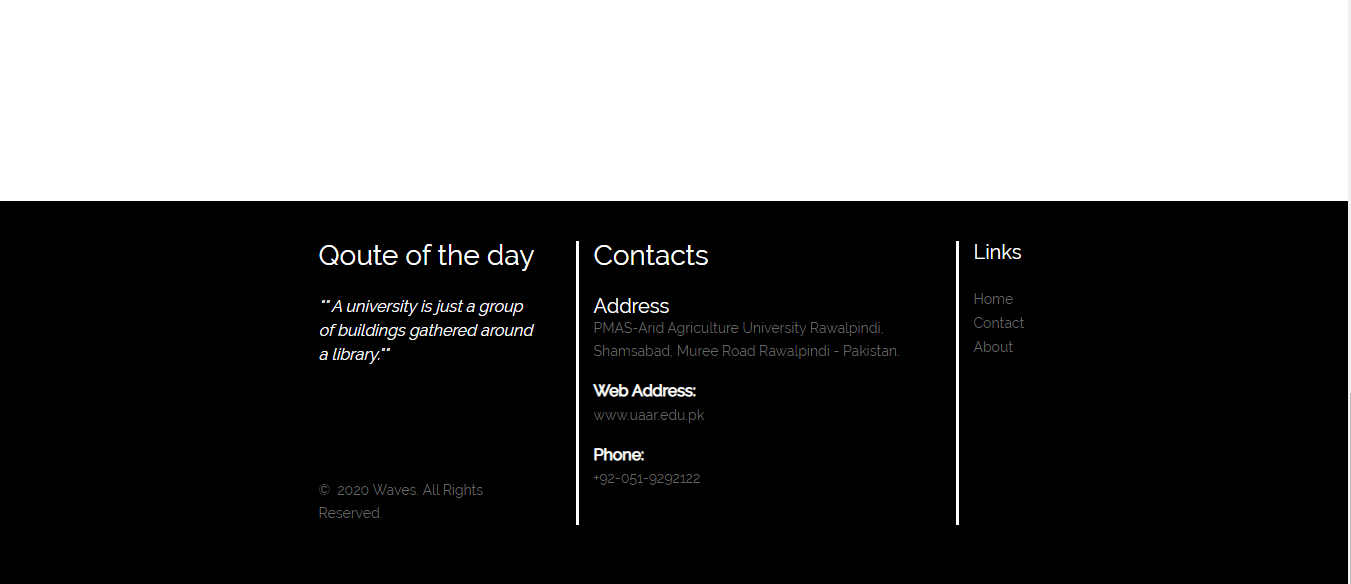 Qoute of the day
"" A university is just a group
of buildings gathered around
a library.""
© 2020 Waves. All Rights
Reserved.
Contacts
Address
PMAS-Arid Agriculture University Rawalpindi,
Shamsabad, Muree Road Rawalpindi - Pakistan.
Web Address:
www.uaar.edu.pk
Phone:
+92-051-9292122
Links
Home
Contact
About